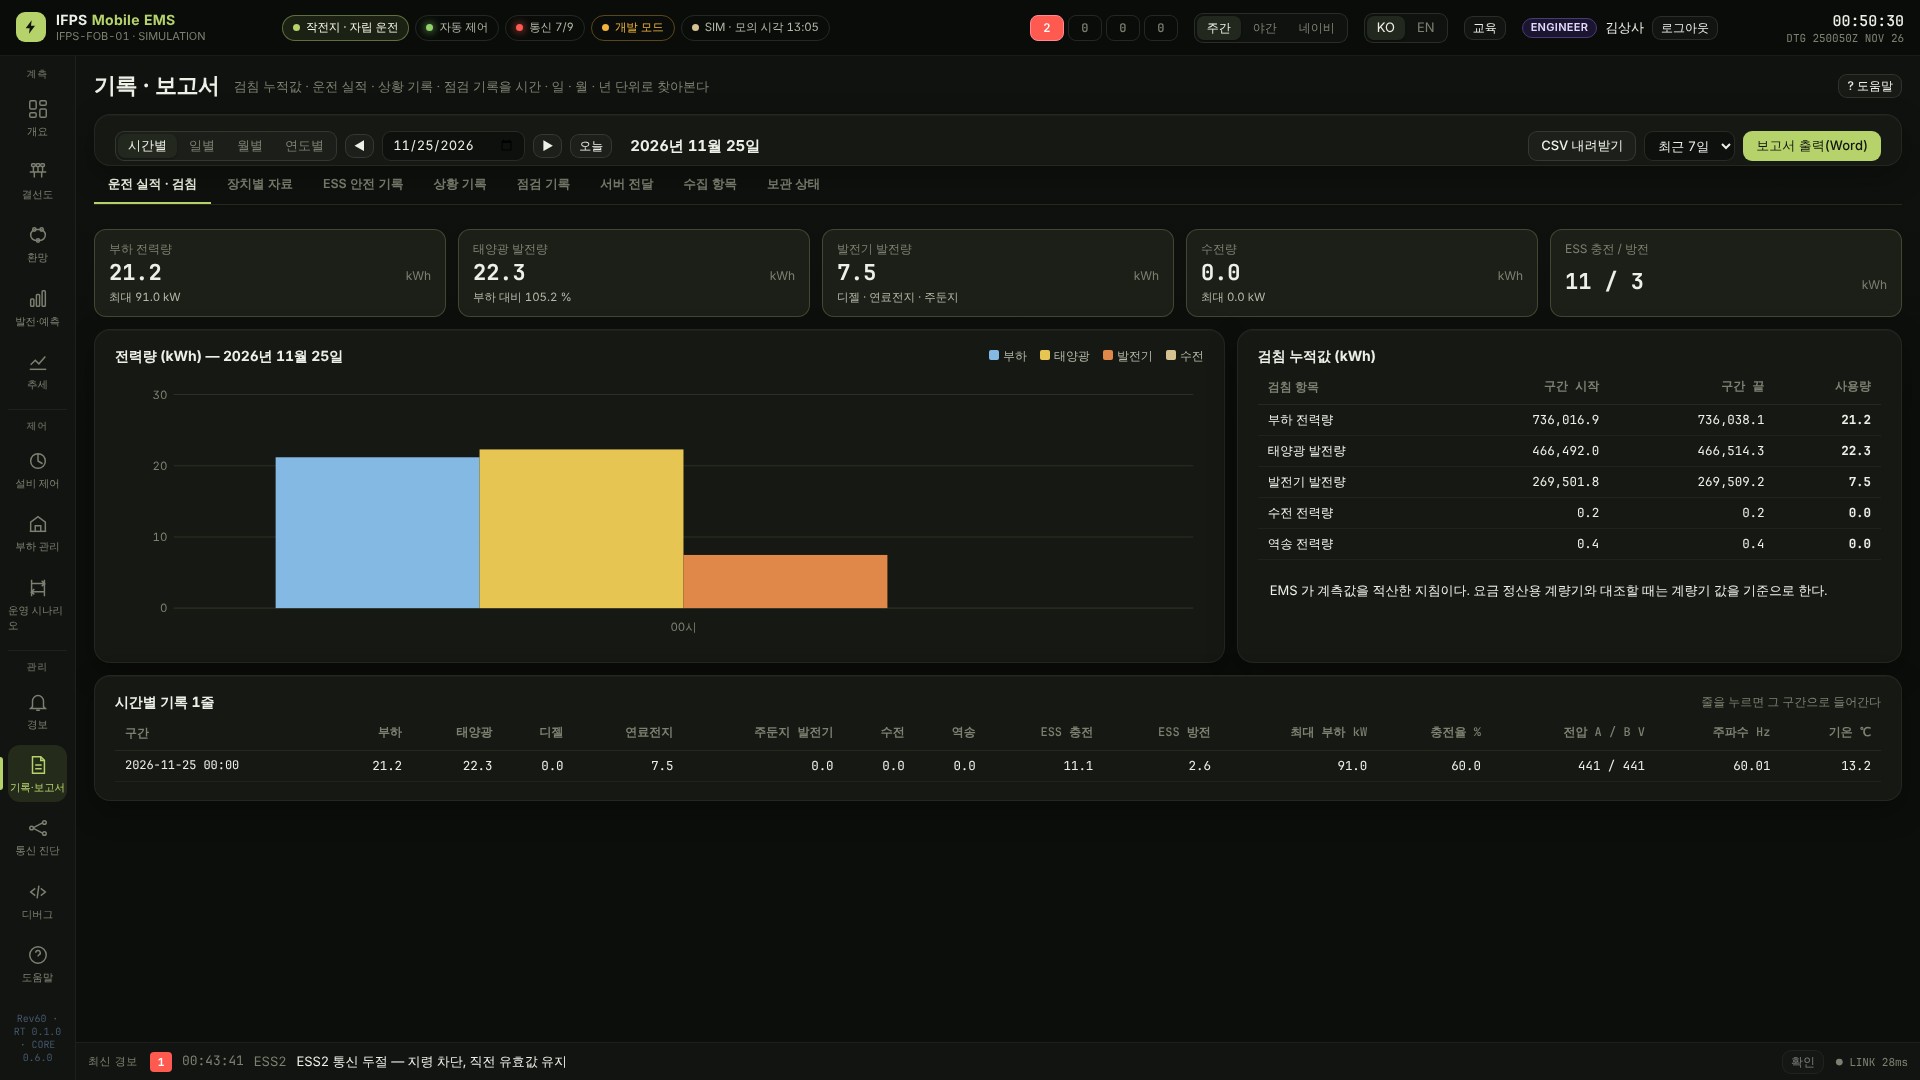 IFPS Mobile EMS
IFPS-FOB-01 · SIMULATION
작전지 · 자립 운전
자동 제어
통신 7/9
개발 모드
SIM · 모의 시각 13:05
2 0 0 0
주간 야간 네이비
KO EN
교육
ENGINEER 김상사 로그아웃
00:50:30
DTG 250050Z NOV 26
계측
개요
결선도
환망
발전·예측
추세
제어
설비 제어
부하 관리
운영 시나리
오
관리
경보
기록·보고서
통신 진단
디버그
도움말
Rev60 ·
RT 0.1.0
· CORE
0.6.0
기록 · 보고서 검침 누적값 · 운전 실적 · 상황 기록 · 점검 기록을 시간 · 일 · 월 · 년 단위로 찾아본다
? 도움말
시간별 일별 월별 연도별 ◀ 11/25/2026 ▶ 오늘 2026년 11월 25일
CSV 내려받기 최근 7일 보고서 출력(Word)
운전 실적 · 검침 장치별 자료 ESS 안전 기록 상황 기록 점검 기록 서버 전달 수집 항목 보관 상태
부하 전력량
21.2 kWh
최대 91.0 kW
태양광 발전량
22.3 kWh
부하 대비 105.2 %
발전기 발전량
7.5 kWh
디젤 · 연료전지 · 주둔지
수전량
0.0 kWh
최대 0.0 kW
ESS 충전 / 방전
11 / 3 kWh
전력량 (kWh) — 2026년 11월 25일
부하 태양광 발전기 수전
30
20
10
0
00시
검침 누적값 (kWh)
검침 항목 구간 시작 구간 끝 사용량
부하 전력량 736,016.9 736,038.1 21.2
태양광 발전량 466,492.0 466,514.3 22.3
발전기 발전량 269,501.8 269,509.2 7.5
수전 전력량 0.2 0.2 0.0
역송 전력량 0.4 0.4 0.0
EMS 가 계측값을 적산한 지침이다. 요금 정산용 계량기와 대조할 때는 계량기 값을 기준으로 한다.
시간별 기록 1줄
줄을 누르면 그 구간으로 들어간다
구간 부하 태양광 디젤 연료전지 주둔지 발전기 수전 역송 ESS 충전 ESS 방전 최대 부하 kW 충전율 % 전압 A / B V 주파수 Hz 기온 ℃
2026-11-25 00:00 21.2 22.3 0.0 7.5 0.0 0.0 0.0 11.1 2.6 91.0 60.0 441 / 441 60.01 13.2
최신 경보 1 00:43:41 ESS2 ESS2 통신 두절 — 지령 차단, 직전 유효값 유지
확인 LINK 28ms